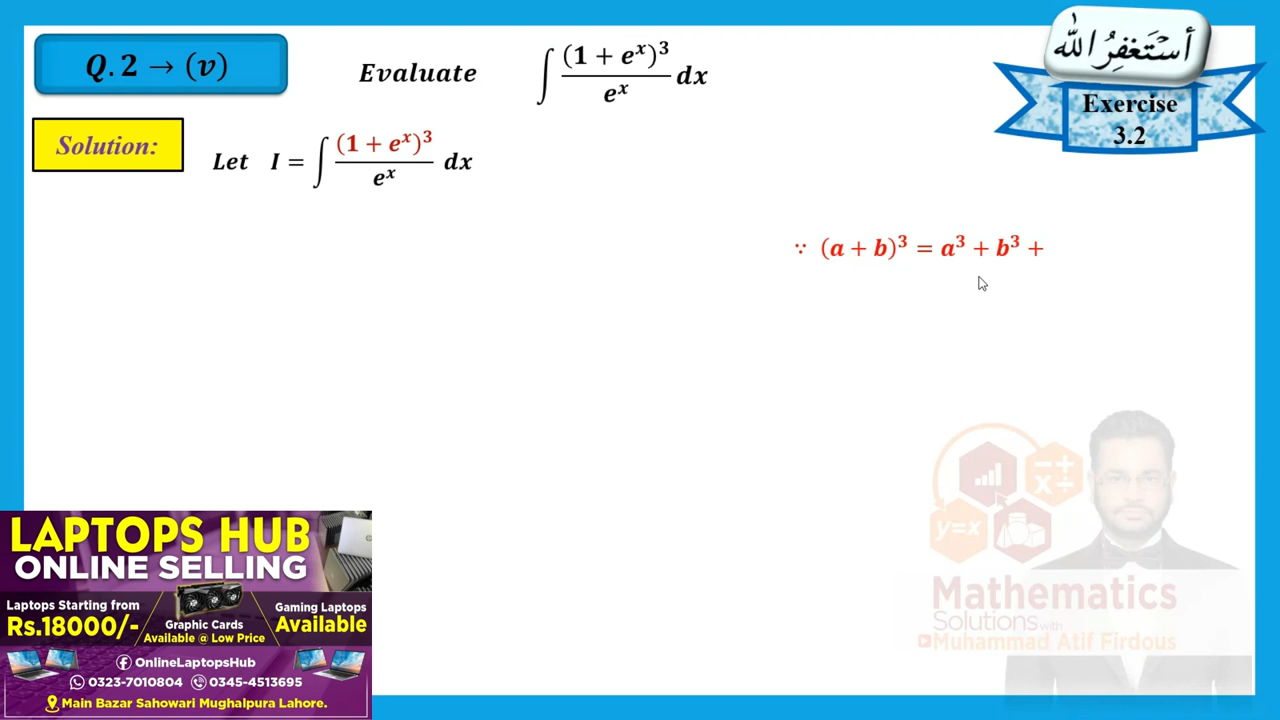 Q. 2 → (v)
Evaluate ∫ (1 + e^x)^3 / e^x dx
أستغفر الله
Exercise
3.2
Solution:
Let I = ∫ (1 + e^x)^3 / e^x dx
∵ (a + b)^3 = a^3 + b^3 +
LAPTOPS HUB
ONLINE SELLING
Laptops Starting from
Rs.18000/-
Graphic Cards
Available @ Low Price
Gaming Laptops
Available
OnlineLaptopsHub
0323-7010804 0345-4513695
Main Bazar Sahowari Mughalpura Lahore.
y=x
Mathematics
Solutions with
Muhammad Atif Firdous